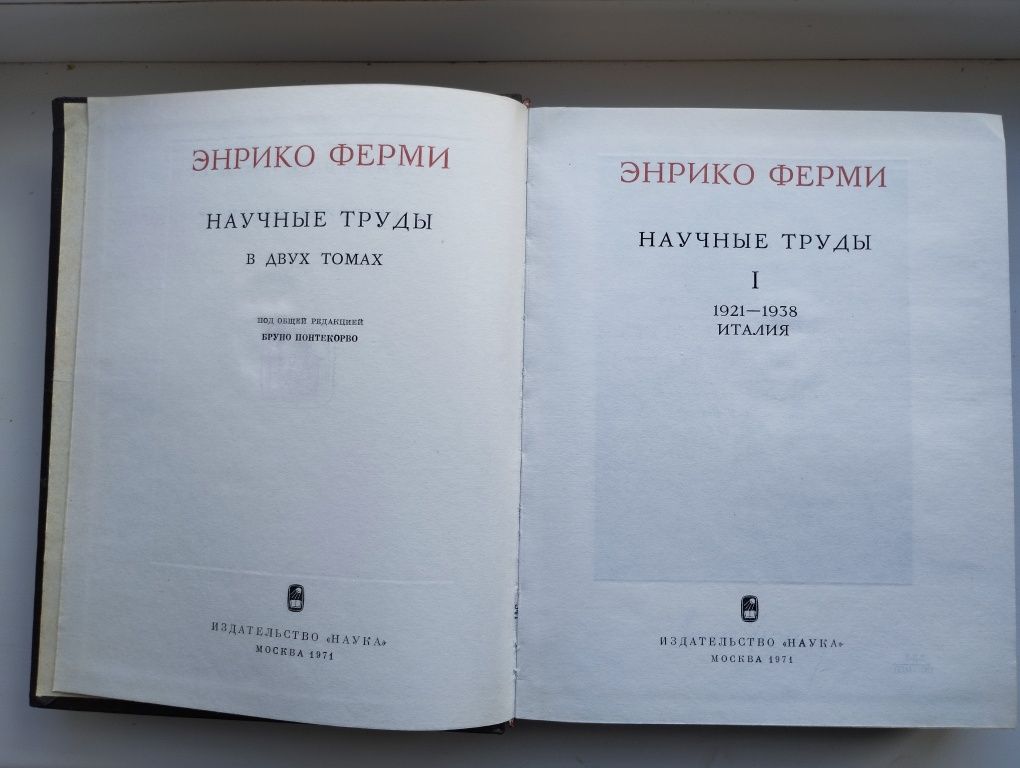 ЭНРИКО ФЕРМИ
НАУЧНЫЕ ТРУДЫ
В ДВУХ ТОМАХ
ПОД ОБЩЕЙ РЕДАКЦИЕЙ
БРУНО ПОНТЕКОРВО
ИЗДАТЕЛЬСТВО «НАУКА»
МОСКВА 1971
ЭНРИКО ФЕРМИ
НАУЧНЫЕ ТРУДЫ
I
1921—1938
ИТАЛИЯ
ИЗДАТЕЛЬСТВО «НАУКА»
МОСКВА 1971